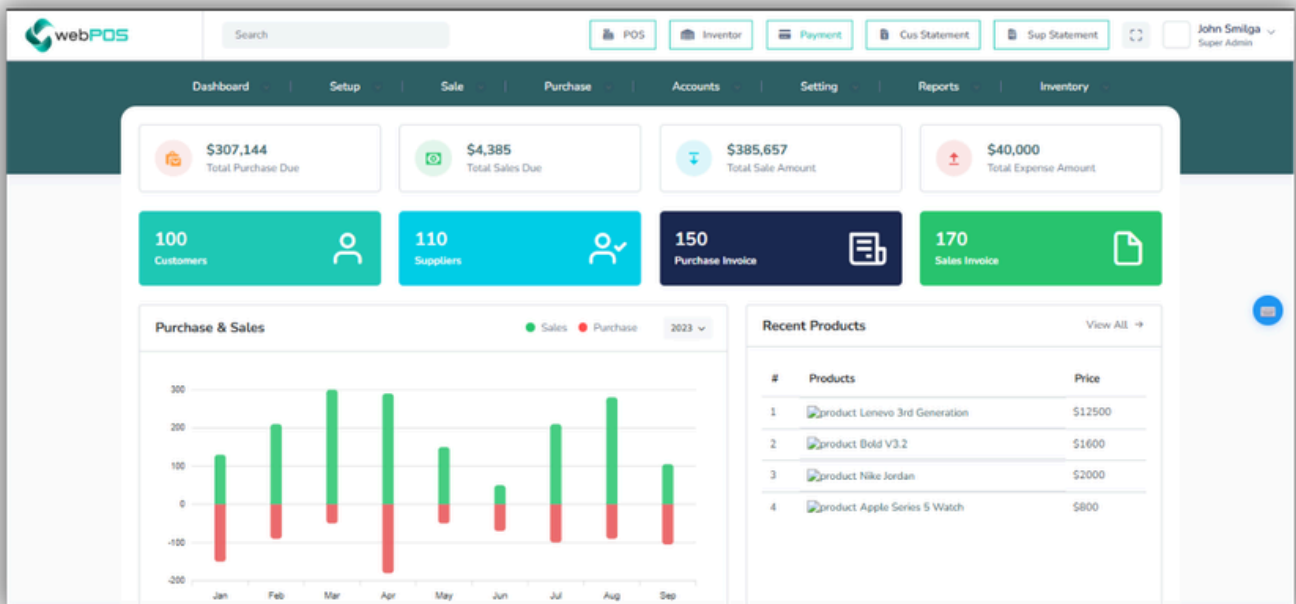 webPOS
Search
POS
Inventor
Payment
Cus Statement
Sup Statement
John Smilga
Super Admin
Dashboard
Setup
Sale
Purchase
Accounts
Setting
Reports
Inventory
$307,144
Total Purchase Due
$4,385
Total Sales Due
$385,657
Total Sale Amount
$40,000
Total Expense Amount
100
Customers
110
Suppliers
150
Purchase Invoice
170
Sales Invoice
Purchase & Sales
Sales
Purchase
2023
300
200
100
0
-100
-200
Jan
Feb
Mar
Apr
May
Jun
Jul
Aug
Sep
Recent Products
View All
# Products Price
1 product Lenevo 3rd Generation $12500
2 product Bold V3.2 $1600
3 product Nike Jordan $2000
4 product Apple Series 5 Watch $800